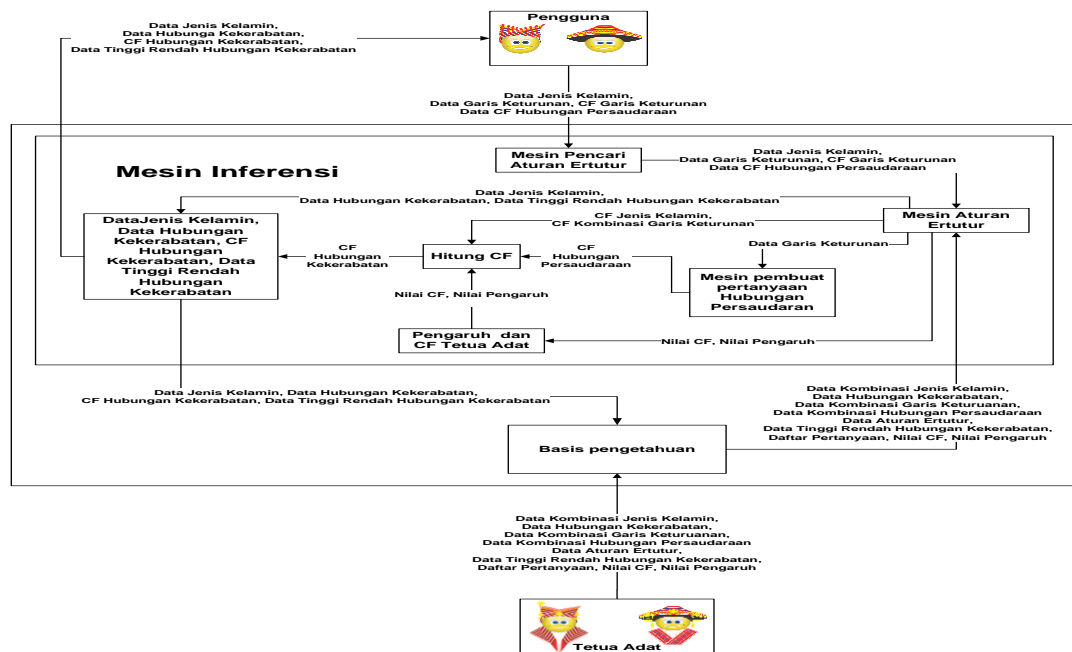 Data Jenis Kelamin,
Data Hubunga Kekerabatan,
CF Hubungan Kekerabatan,
Data Tinggi Rendah Hubungan Kekerabatan
Pengguna
Data Jenis Kelamin,
Data Garis Keturunan, CF Garis Keturunan
Data CF Hubungan Persaudaraan
Mesin Inferensi
Mesin Pencari
Aturan Ertutur
Data Jenis Kelamin,
Data Garis Keturunan, CF Garis Keturunan
Data CF Hubungan Persaudaraan
Data Jenis Kelamin,
Data Hubungan Kekerabatan, Data Tinggi Rendah Hubungan Kekerabatan
Mesin Aturan
Ertutur
CF Jenis Kelamin,
CF Kombinasi Garis Keturunan
DataJenis Kelamin,
Data Hubungan
Kekerabatan, CF
Hubungan
Kekerabatan, Data
Tinggi Rendah
Hubungan
Kekerabatan
CF
Hubungan
Kekerabatan
Hitung CF
CF
Hubungan
Persaudaraan
Data Garis Keturunan
Mesin pembuat
pertanyaan
Hubungan
Persaudaran
Nilai CF, Nilai Pengaruh
Pengaruh dan
CF Tetua Adat
Nilai CF, Nilai Pengaruh
Data Jenis Kelamin, Data Hubungan Kekerabatan,
CF Hubungan Kekerabatan, Data Tinggi Rendah Hubungan Kekerabatan
Data Kombinasi Jenis Kelamin,
Data Hubungan Kekerabatan,
Data Kombinasi Garis Keturuanan,
Data Kombinasi Hubungan Persaudaraan
Data Aturan Ertutur,
Data Tinggi Rendah Hubungan Kekerabatan,
Daftar Pertanyaan, Nilai CF, Nilai Pengaruh
Basis pengetahuan
Data Kombinasi Jenis Kelamin,
Data Hubungan Kekerabatan,
Data Kombinasi Garis Keturuanan,
Data Kombinasi Hubungan Persaudaraan
Data Aturan Ertutur,
Data Tinggi Rendah Hubungan Kekerabatan,
Daftar Pertanyaan, Nilai CF, Nilai Pengaruh
Tetua Adat